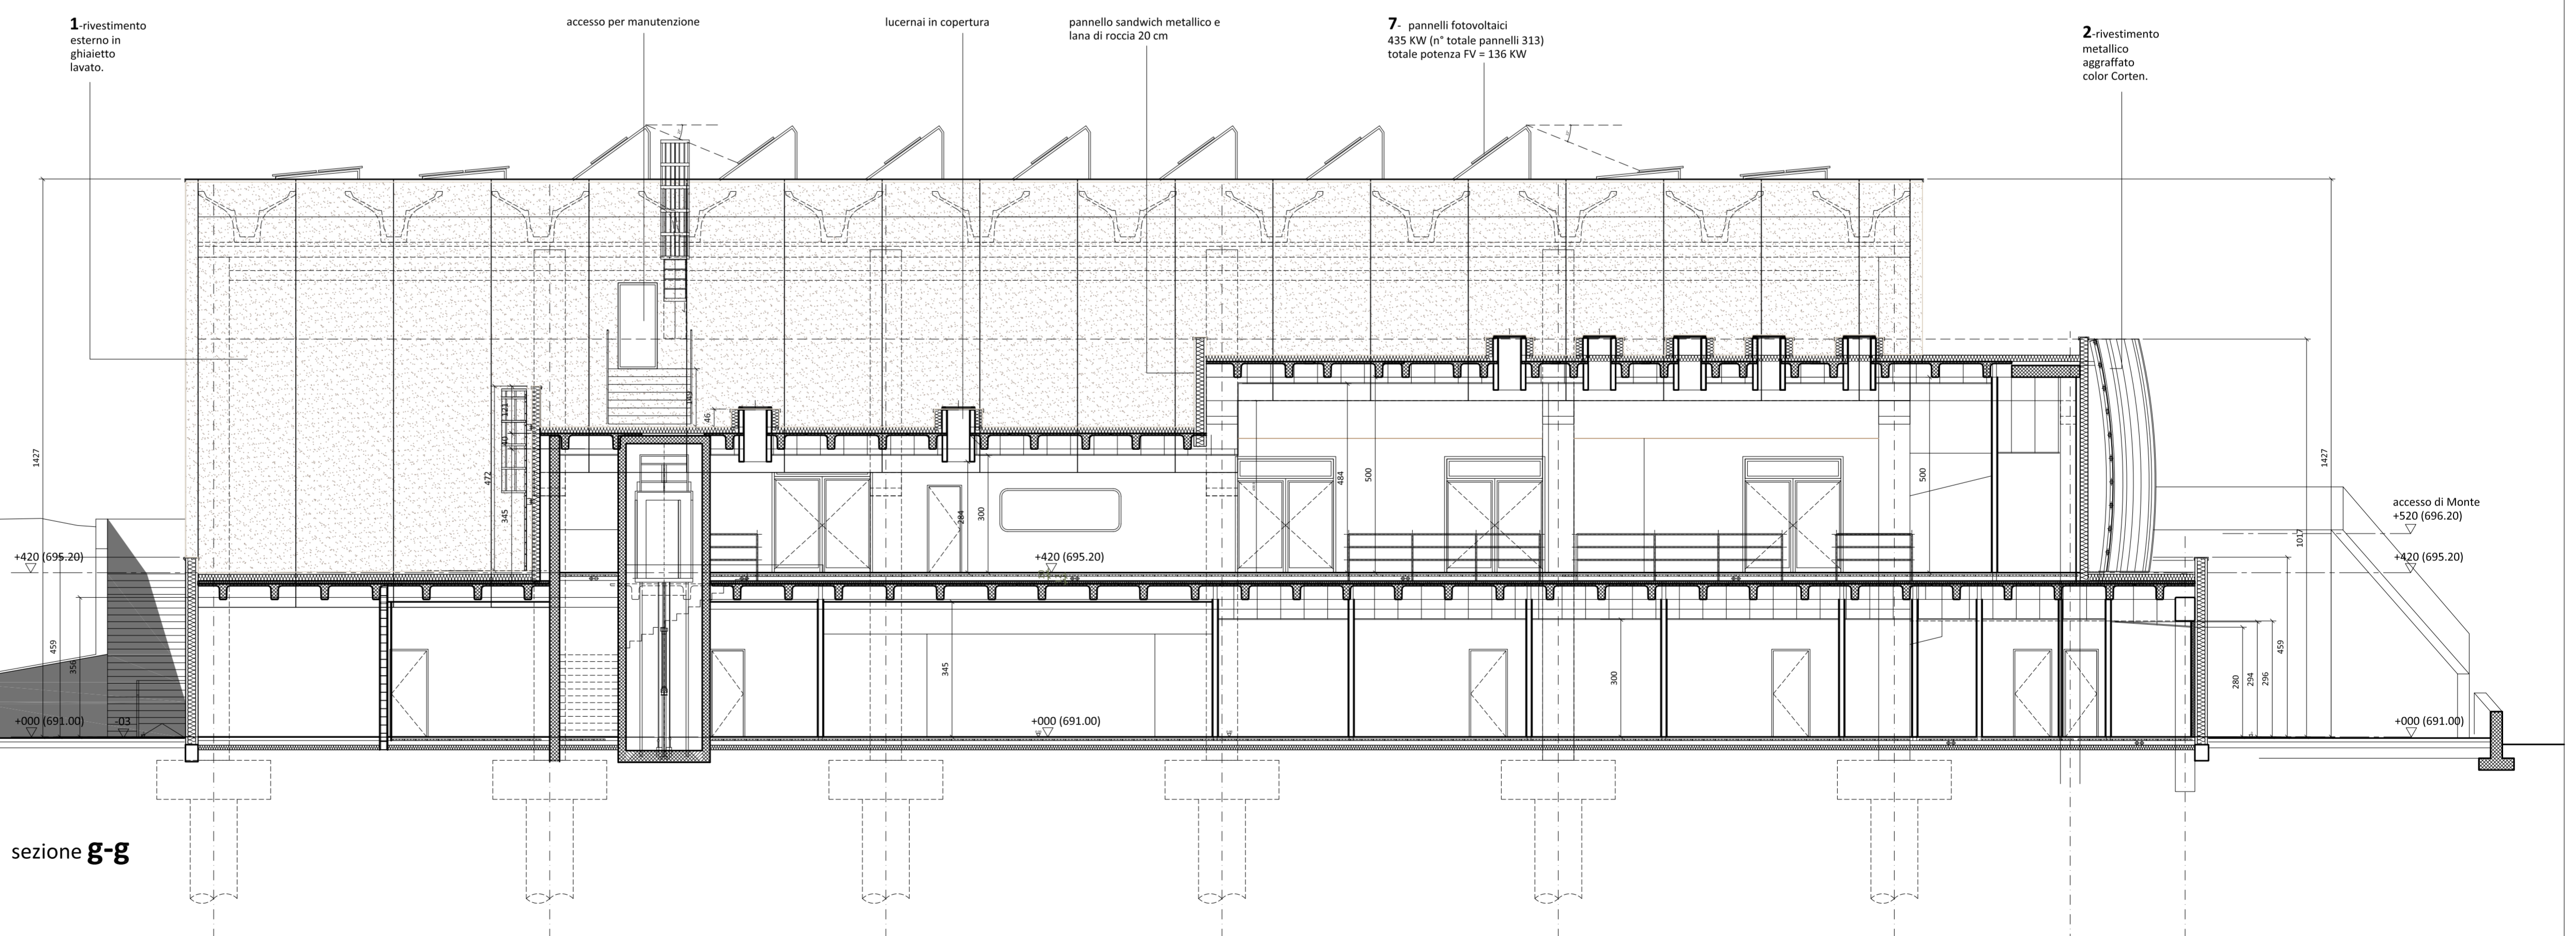 1-rivestimento
esterno in
ghiaietto
lavato.
accesso per manutenzione
lucernai in copertura
pannello sandwich metallico e
lana di roccia 20 cm
7- pannelli fotovoltaici
435 KW (n° totale pannelli 313)
totale potenza FV = 136 KW
2-rivestimento
metallico
aggraffato
color Corten.
1427
472
345
121
46
284
300
484
500
500
1427
1017
accesso di Monte
+520 (696.20)
+420 (695.20)
+420 (695.20)
+420 (695.20)
459
356
345
300
280
294
296
459
+000 (691.00)
-03
+000 (691.00)
+000 (691.00)
sezione g-g